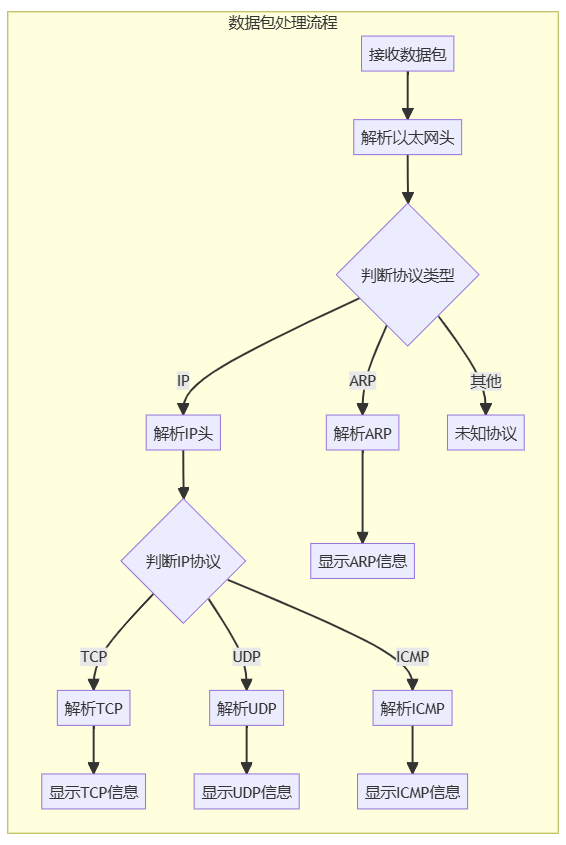 数据包处理流程
接收数据包
解析以太网头
判断协议类型
IP
ARP
其他
解析IP头
解析ARP
未知协议
判断IP协议
显示ARP信息
TCP
UDP
ICMP
解析TCP
解析UDP
解析ICMP
显示TCP信息
显示UDP信息
显示ICMP信息